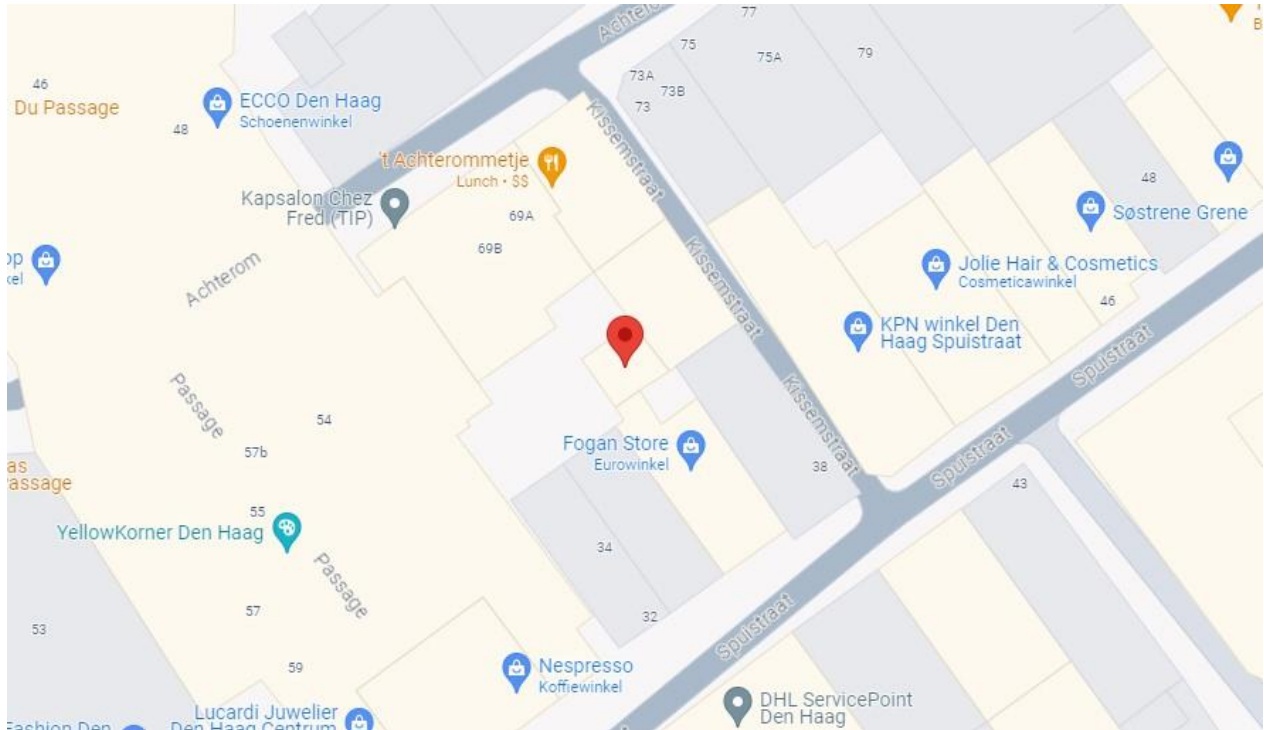 Achterom
77
75
75A
79
73A
73B
73
46
Du Passage
ECCO Den Haag
Schoenenwinkel
48
Kissemstraat
't Achterommetje
Lunch • $$
Kapsalon Chez
Fred (TIP)
69A
69B
48
Søstrene Grene
Achterom
Kissemstraat
Jolie Hair & Cosmetics
Cosmeticawinkel
46
KPN winkel Den
Haag Spuistraat
Spuistraat
Passage
54
57b
Kissemstraat
Fogan Store
Eurowinkel
38
Spuistraat
43
55
YellowKorner Den Haag
34
Passage
57
32
53
Spuistraat
59
Nespresso
Koffiewinkel
DHL ServicePoint
Den Haag
Lucardi Juwelier
Den Haag Centrum
Fashion Den